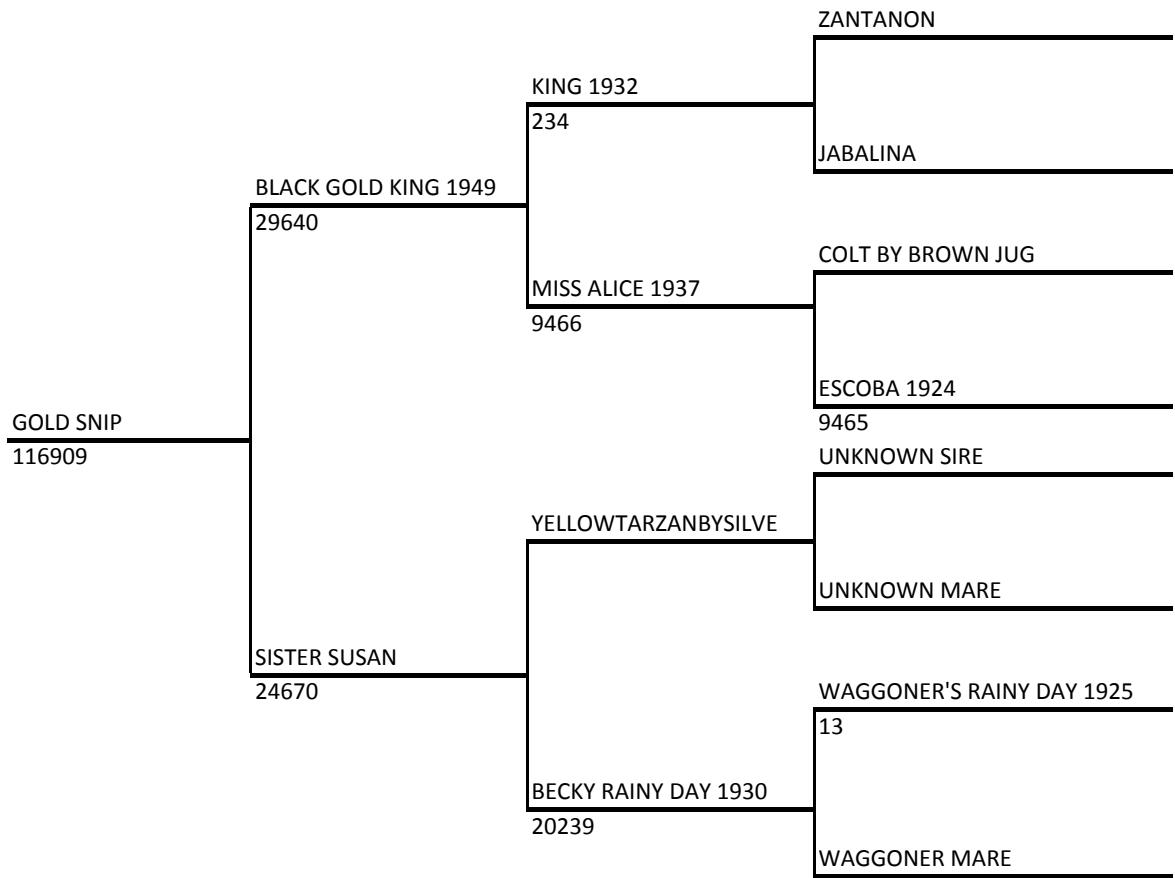 ZANTANON
KING 1932
234
JABALINA
BLACK GOLD KING 1949
29640
COLT BY BROWN JUG
MISS ALICE 1937
9466
ESCOBA 1924
9465
GOLD SNIP
116909
UNKNOWN SIRE
YELLOWTARZANBYSILVE
UNKNOWN MARE
SISTER SUSAN
24670
WAGGONER'S RAINY DAY 1925
13
BECKY RAINY DAY 1930
20239
WAGGONER MARE